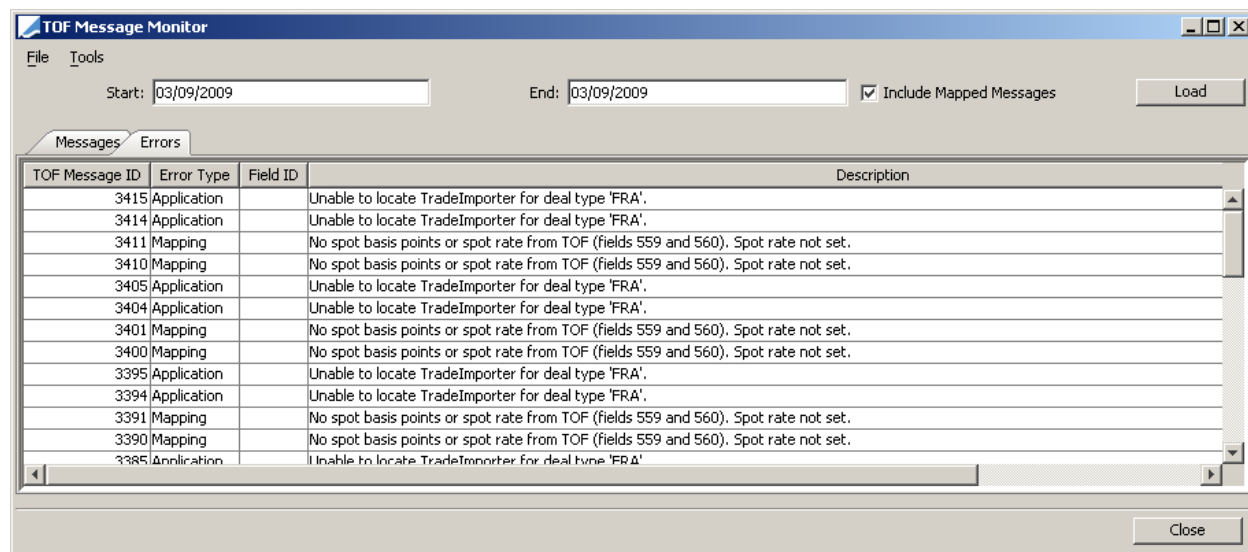 TOF Message Monitor
File Tools
Start: 03/09/2009 End: 03/09/2009 Include Mapped Messages Load
Messages Errors
TOF Message ID Error Type Field ID Description
3415 Application Unable to locate TradeImporter for deal type 'FRA'.
3414 Application Unable to locate TradeImporter for deal type 'FRA'.
3411 Mapping No spot basis points or spot rate from TOF (fields 559 and 560). Spot rate not set.
3410 Mapping No spot basis points or spot rate from TOF (fields 559 and 560). Spot rate not set.
3405 Application Unable to locate TradeImporter for deal type 'FRA'.
3404 Application Unable to locate TradeImporter for deal type 'FRA'.
3401 Mapping No spot basis points or spot rate from TOF (fields 559 and 560). Spot rate not set.
3400 Mapping No spot basis points or spot rate from TOF (fields 559 and 560). Spot rate not set.
3395 Application Unable to locate TradeImporter for deal type 'FRA'.
3394 Application Unable to locate TradeImporter for deal type 'FRA'.
3391 Mapping No spot basis points or spot rate from TOF (fields 559 and 560). Spot rate not set.
3390 Mapping No spot basis points or spot rate from TOF (fields 559 and 560). Spot rate not set.
3385 Application Unable to locate TradeImporter for deal type 'FRA'
Close